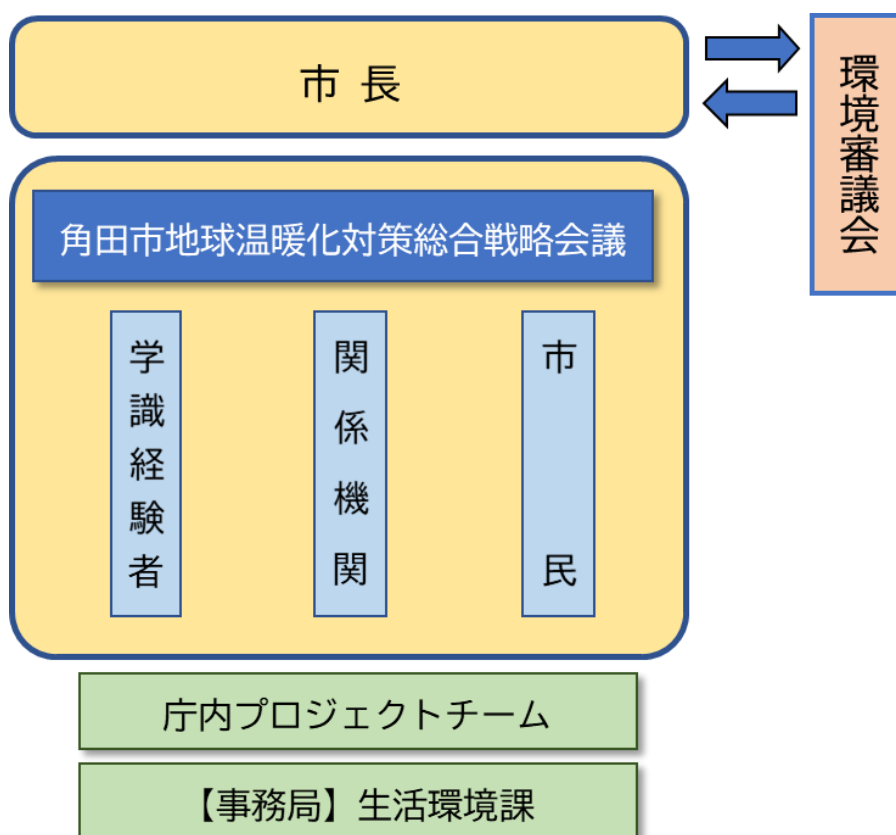 市長
環境審議会
角田市地球温暖化対策総合戦略会議
学識経験者
関係機関
市民
庁内プロジェクトチーム
【事務局】生活環境課